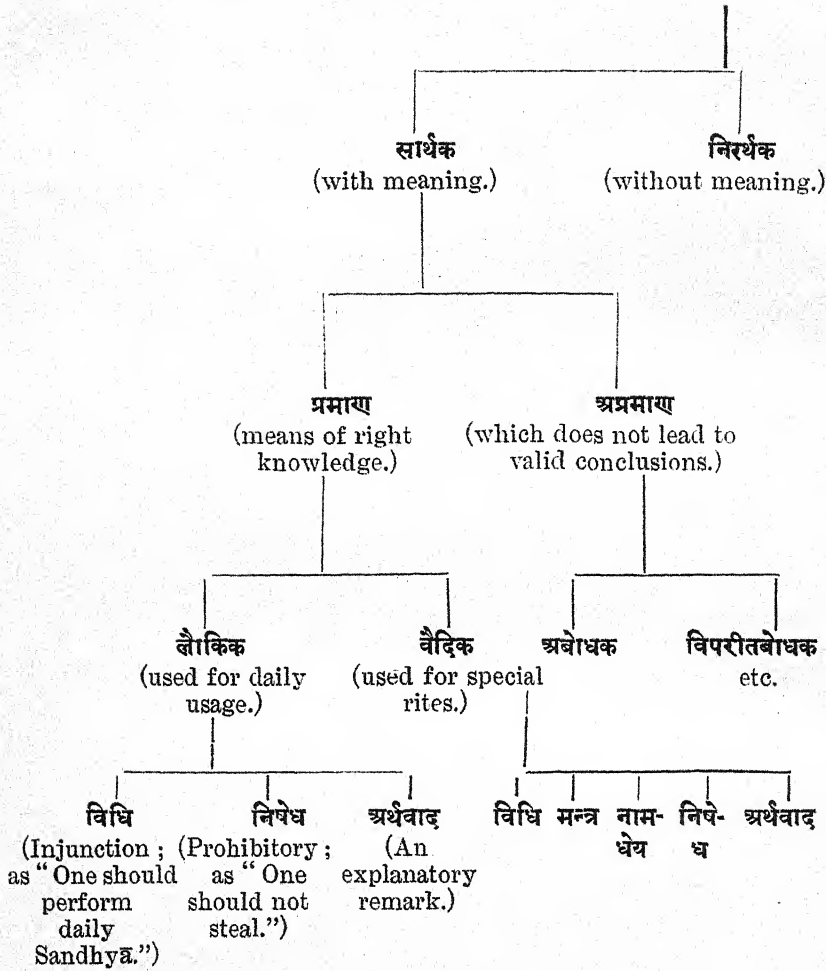 सार्थक
(with meaning.)
निरर्थक
(without meaning.)
प्रमाण
(means of right
knowledge.)
अप्रमाण
(which does not lead to
valid conclusions.)
लौकिक
(used for daily
usage.)
वैदिक
(used for special
rites.)
अबोधक
विपरीतबोधक
etc.
विधि
(Injunction ;
as “One should
perform
daily
Sandhyā.”)
निषेध
(Prohibitory ;
as “ One
should not
steal.”)
अर्थवाद
(An
explanatory
remark.)
विधि
मन्त्र
नाम-
धेय
निषे-
ध
अर्थवाद